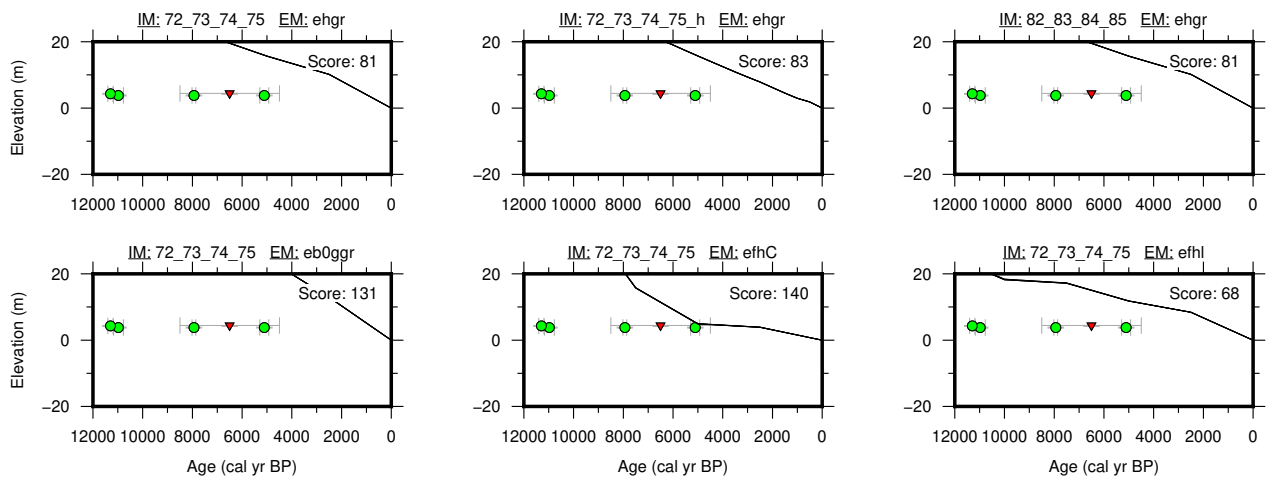 IM: 72_73_74_75 EM: ehgr
IM: 72_73_74_75_h EM: ehgr
IM: 82_83_84_85 EM: ehgr
20
0
−20
Elevation (m)
Score: 81
12000 10000 8000 6000 4000 2000 0
20
0
−20
Score: 83
12000 10000 8000 6000 4000 2000 0
20
0
−20
Score: 81
12000 10000 8000 6000 4000 2000 0
IM: 72_73_74_75 EM: eb0ggr
IM: 72_73_74_75 EM: efhC
IM: 72_73_74_75 EM: efhl
20
0
−20
Elevation (m)
Score: 131
12000 10000 8000 6000 4000 2000 0
Age (cal yr BP)
20
0
−20
Score: 140
12000 10000 8000 6000 4000 2000 0
Age (cal yr BP)
20
0
−20
Score: 68
12000 10000 8000 6000 4000 2000 0
Age (cal yr BP)